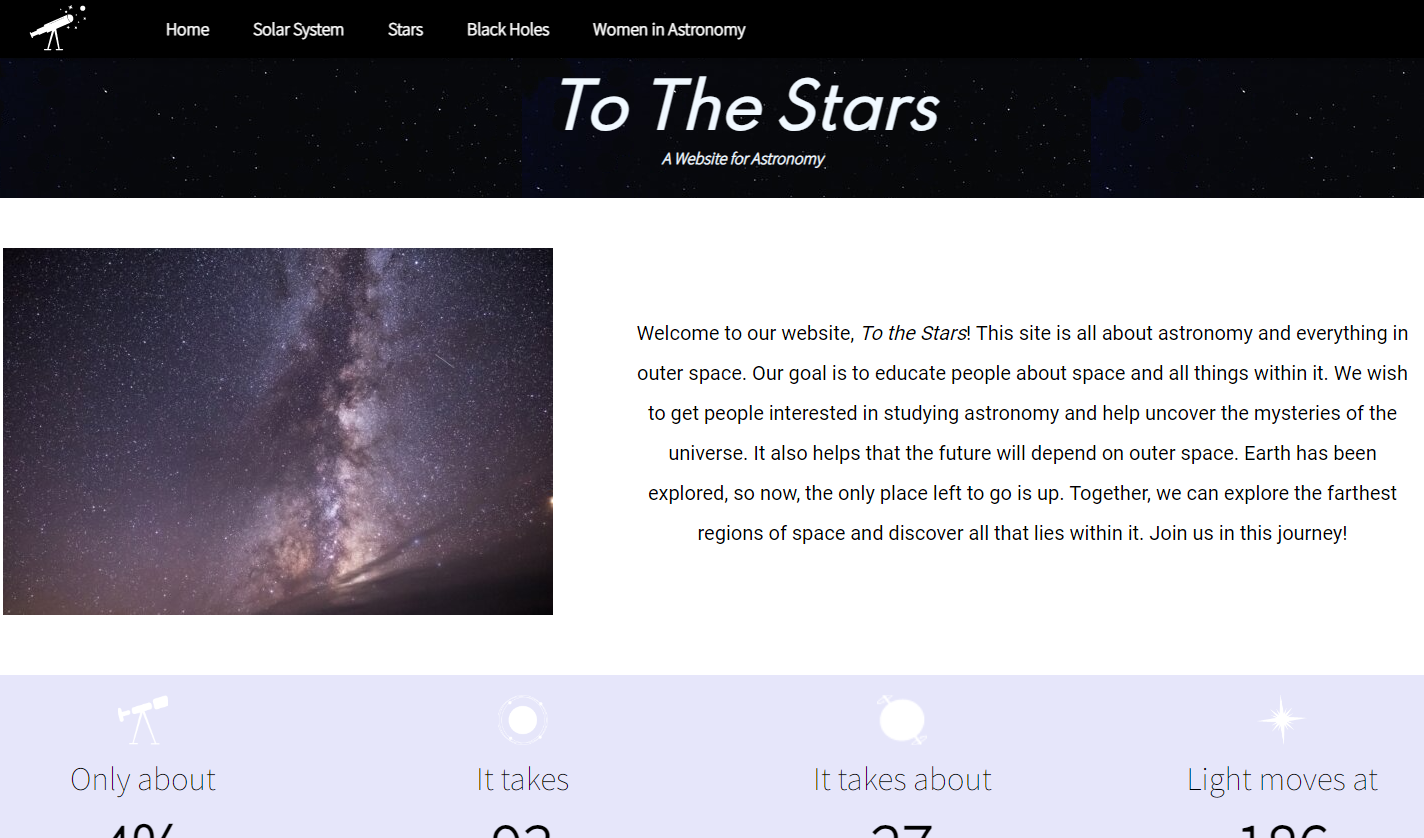 Home Solar System Stars Black Holes Women in Astronomy
To The Stars
A Website for Astronomy
Welcome to our website, To the Stars! This site is all about astronomy and everything in
outer space. Our goal is to educate people about space and all things within it. We wish
to get people interested in studying astronomy and help uncover the mysteries of the
universe. It also helps that the future will depend on outer space. Earth has been
explored, so now, the only place left to go is up. Together, we can explore the farthest
regions of space and discover all that lies within it. Join us in this journey!
Only about It takes It takes about Light moves at
4%